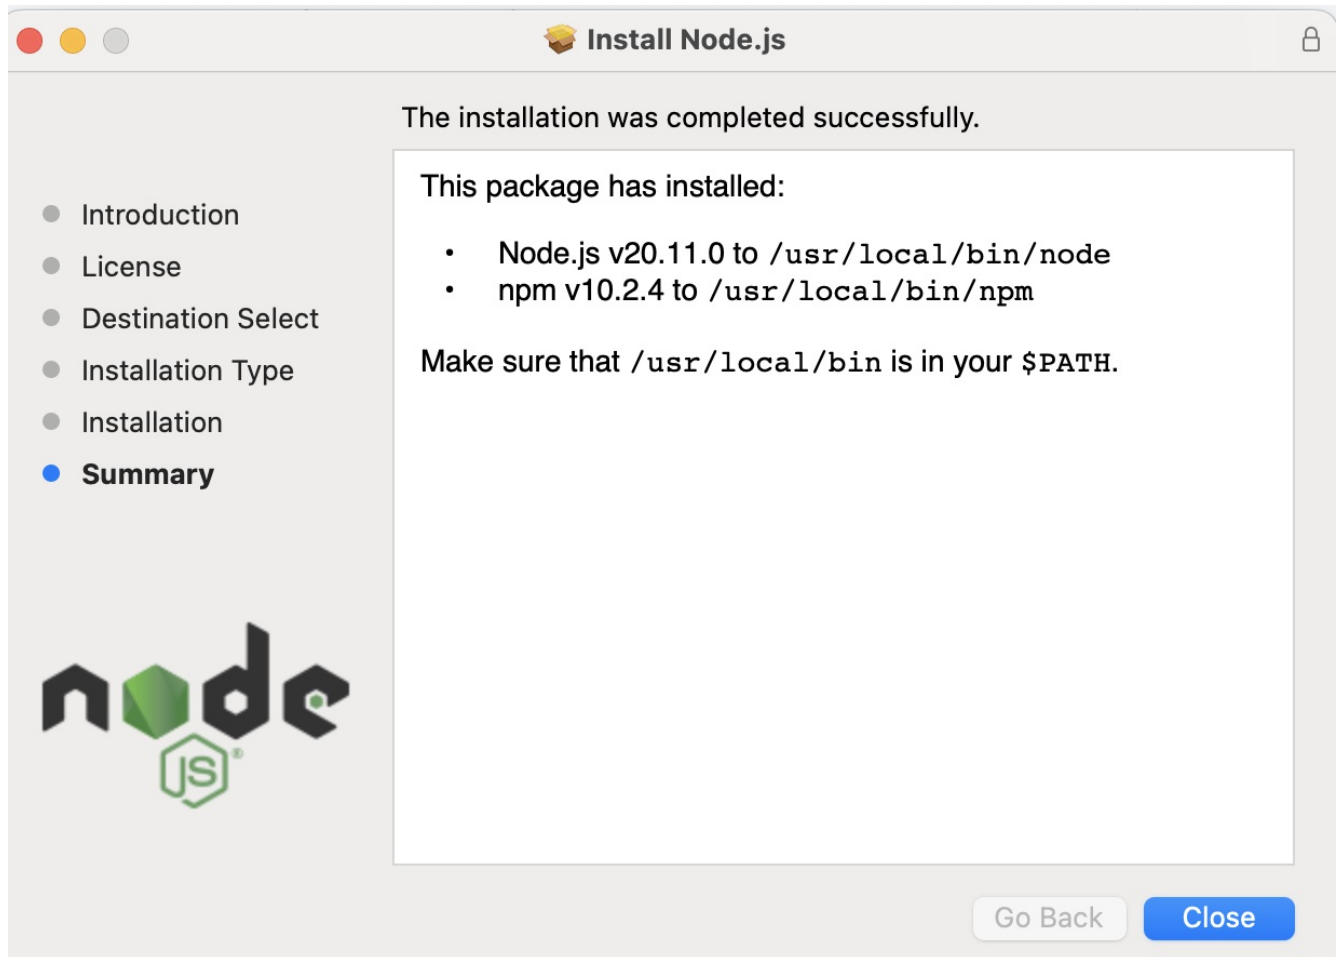 Install Node.js
The installation was completed successfully.
Introduction
License
Destination Select
Installation Type
Installation
Summary
This package has installed:
• Node.js v20.11.0 to /usr/local/bin/node
• npm v10.2.4 to /usr/local/bin/npm
Make sure that /usr/local/bin is in your $PATH.
node
JS®
Go Back
Close